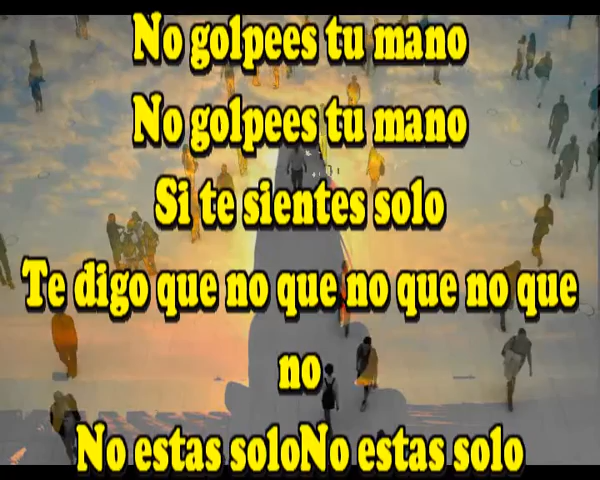 No golpees tu mano
No golpees tu mano
Si te sientes solo
Te digo que no que no que no que
no
No estas soloNo estas solo